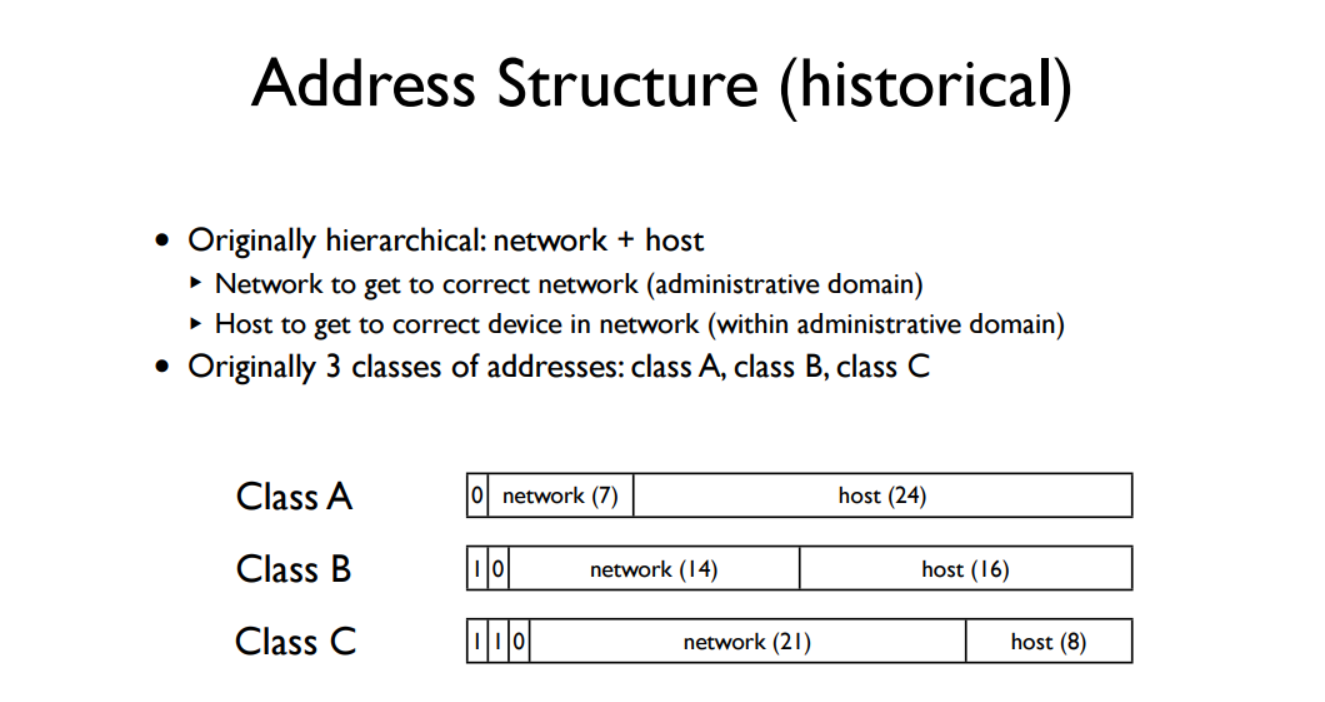 Address Structure (historical)
• Originally hierarchical: network + host
▸ Network to get to correct network (administrative domain)
▸ Host to get to correct device in network (within administrative domain)
• Originally 3 classes of addresses: class A, class B, class C
Class A 0 network (7) host (24)
Class B 1 0 network (14) host (16)
Class C 1 1 0 network (21) host (8)